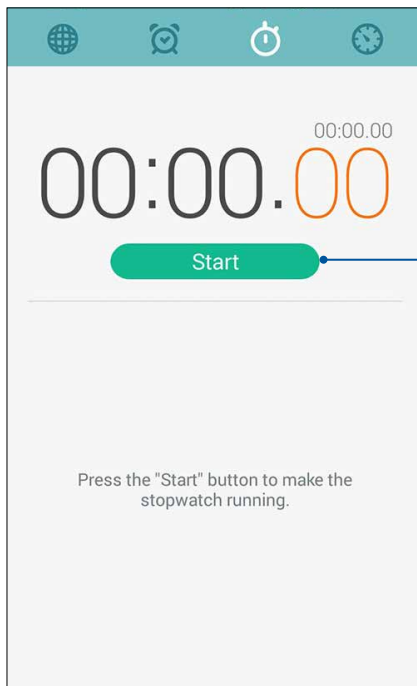 00:00.00
00:00.00
Start
Press the "Start" button to make the
stopwatch running.